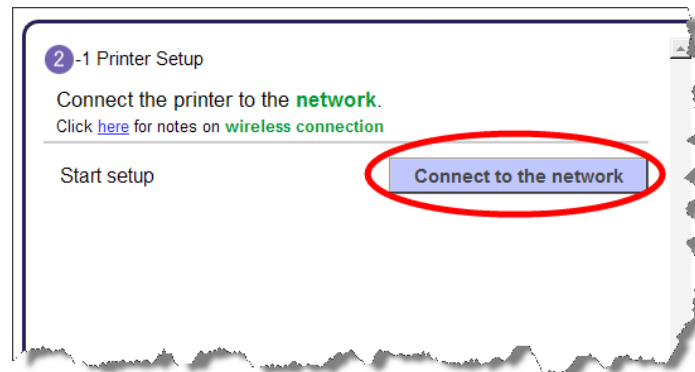 2-1 Printer Setup
Connect the printer to the network.
Click here for notes on wireless connection
Start setup Connect to the network